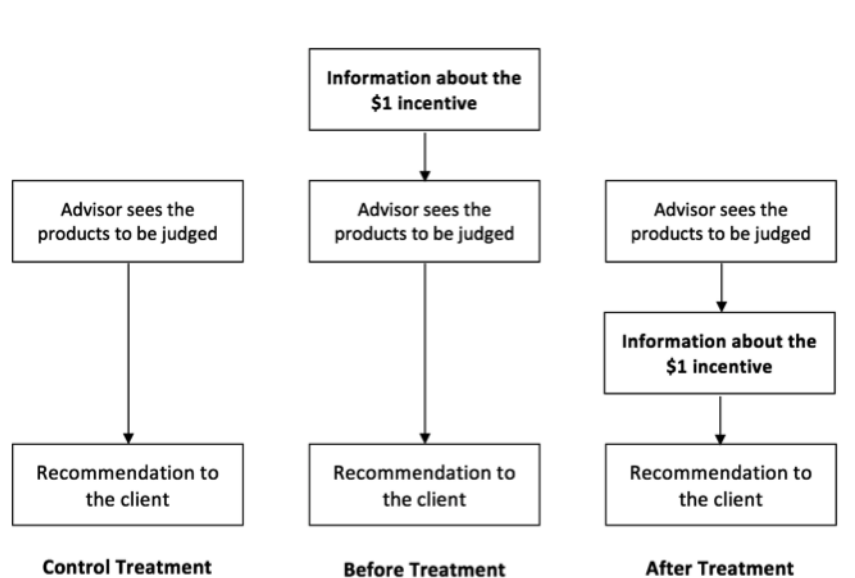 Information about the
$1 incentive
Advisor sees the
products to be judged
Advisor sees the
products to be judged
Advisor sees the
products to be judged
Information about the
$1 incentive
Recommendation to
the client
Recommendation to
the client
Recommendation to
the client
Control Treatment
Before Treatment
After Treatment